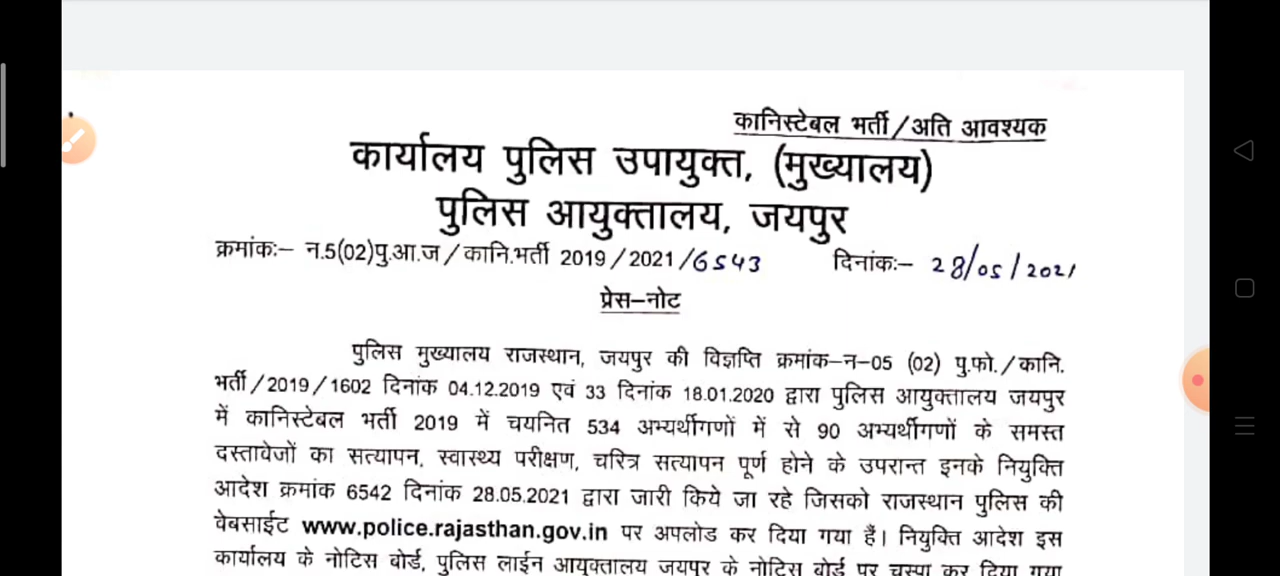 कानिस्टेबल भर्ती/अति आवश्यक
कार्यालय पुलिस उपायुक्त, (मुख्यालय)
पुलिस आयुक्तालय, जयपुर
क्रमांकः– न.5(02)पु.आ.ज/कानि.भर्ती 2019/2021/6543 दिनांकः– 28/05/2021
प्रेस–नोट
पुलिस मुख्यालय राजस्थान, जयपुर की विज्ञप्ति क्रमांक–न–05 (02) पु.फो./कानि.
भर्ती/2019/1602 दिनांक 04.12.2019 एवं 33 दिनांक 18.01.2020 द्वारा पुलिस आयुक्तालय जयपुर
में कानिस्टेबल भर्ती 2019 में चयनित 534 अभ्यर्थीगणों में से 90 अभ्यर्थीगणों के समस्त
दस्तावेजों का सत्यापन, स्वास्थ्य परीक्षण, चरित्र सत्यापन पूर्ण होने के उपरान्त इनके नियुक्ति
आदेश क्रमांक 6542 दिनांक 28.05.2021 द्वारा जारी किये जा रहे जिसको राजस्थान पुलिस की
वेबसाईट www.police.rajasthan.gov.in पर अपलोड कर दिया गया हैं। नियुक्ति आदेश इस
कार्यालय के नोटिस बोर्ड, पुलिस लाईन आयुक्तालय जयपुर के नोटिस बोर्ड पर चस्पा कर दिया गया